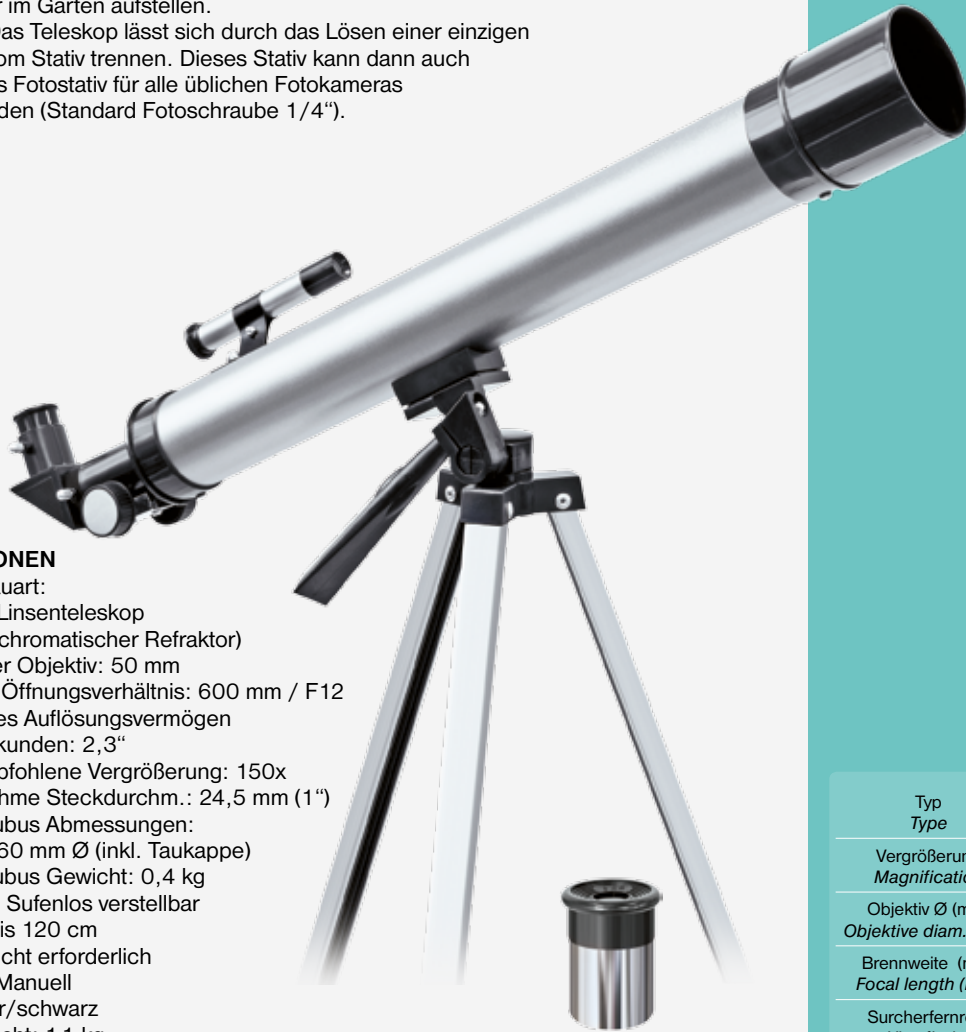 im Garten aufstellen.
as Teleskop lässt sich durch das Lösen einer einzigen
om Stativ trennen. Dieses Stativ kann dann auch
s Fotostativ für alle üblichen Fotokameras
den (Standard Fotoschraube 1/4“).
ONEN
uart:
Linsenteleskop
chromatischer Refraktor)
er Objektiv: 50 mm
Öffnungsverhältnis: 600 mm / F12
es Auflösungsvermögen
kunden: 2,3“
pfohlene Vergrößerung: 150x
hme Steckdurchm.: 24,5 mm (1“)
ubus Abmessungen:
60 mm Ø (inkl. Taukappe)
ubus Gewicht: 0,4 kg
Sufenlos verstellbar
is 120 cm
cht erforderlich
Manuell
r/schwarz
Typ
Type
Vergrößerun
Magnificatio
Objektiv Ø (m
Objektive diam.
Brennweite (m
Focal length (
Surcherfernro